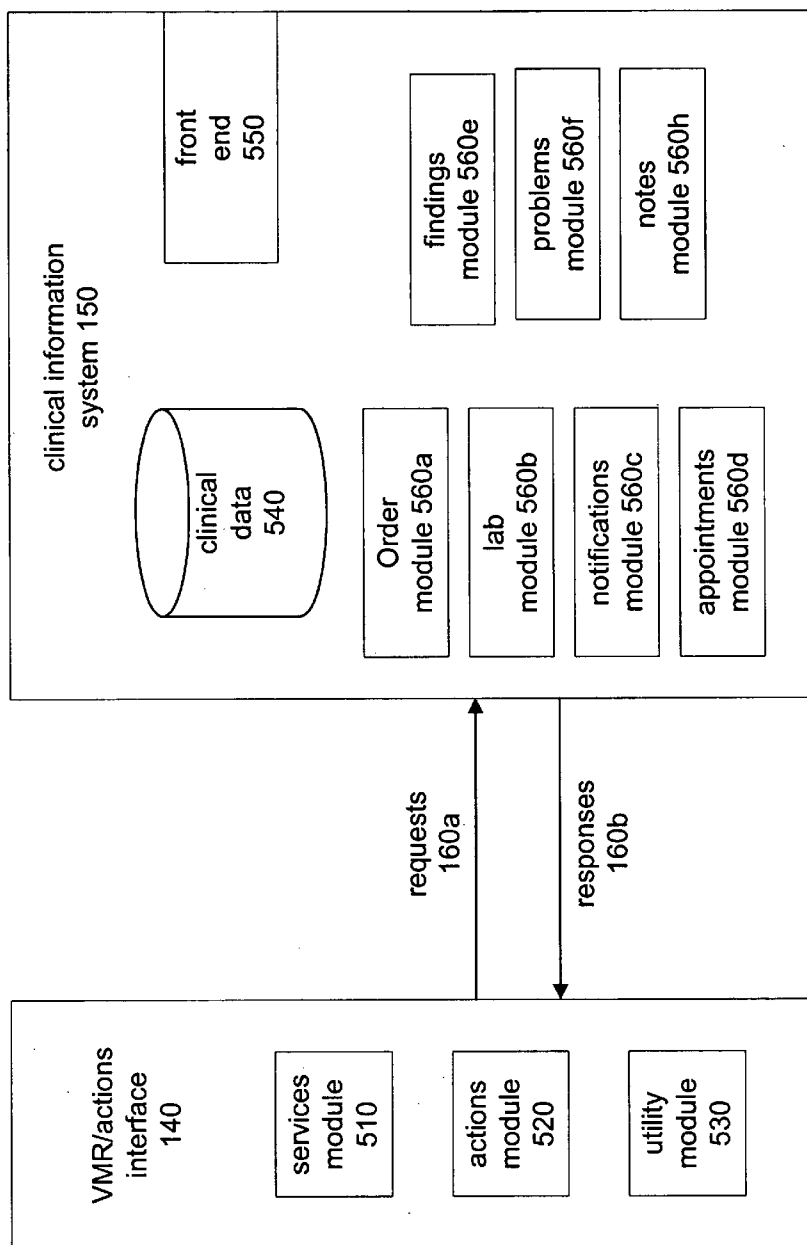 VMR/actions
interface
140
services
module
510
actions
module
520
utility
module
530
requests
160a
responses
160b
clinical information
system 150
clinical
data
540
front
end
550
Order
module 560a
lab
module 560b
notifications
module 560c
appointments
module 560d
findings
module 560e
problems
module 560f
notes
module 560h